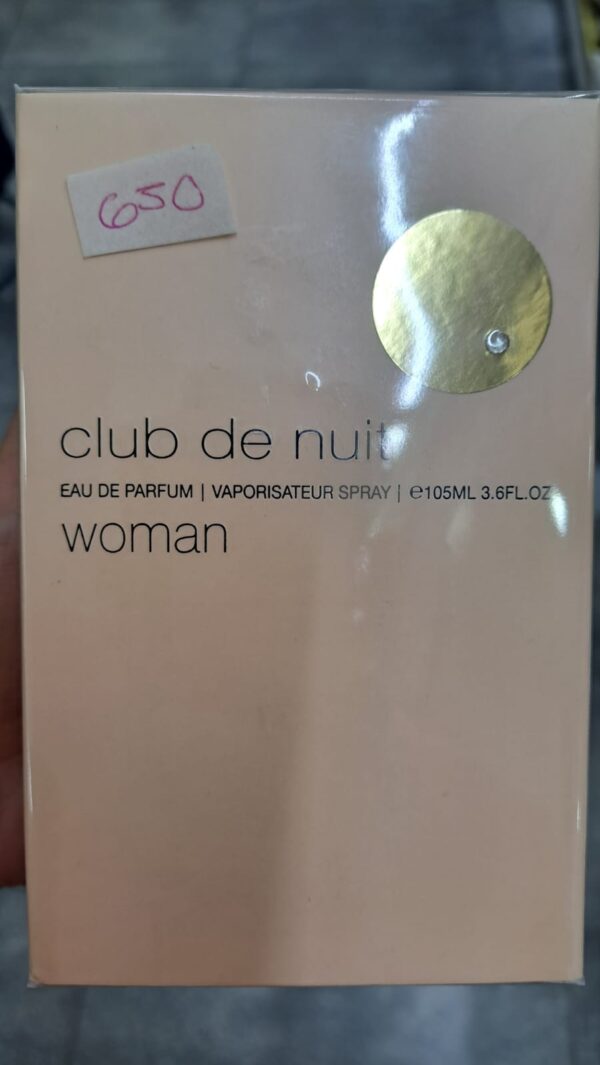 650
club de nuit
EAU DE PARFUM | VAPORISATEUR SPRAY | ℮105ML 3.6FL.OZ
woman